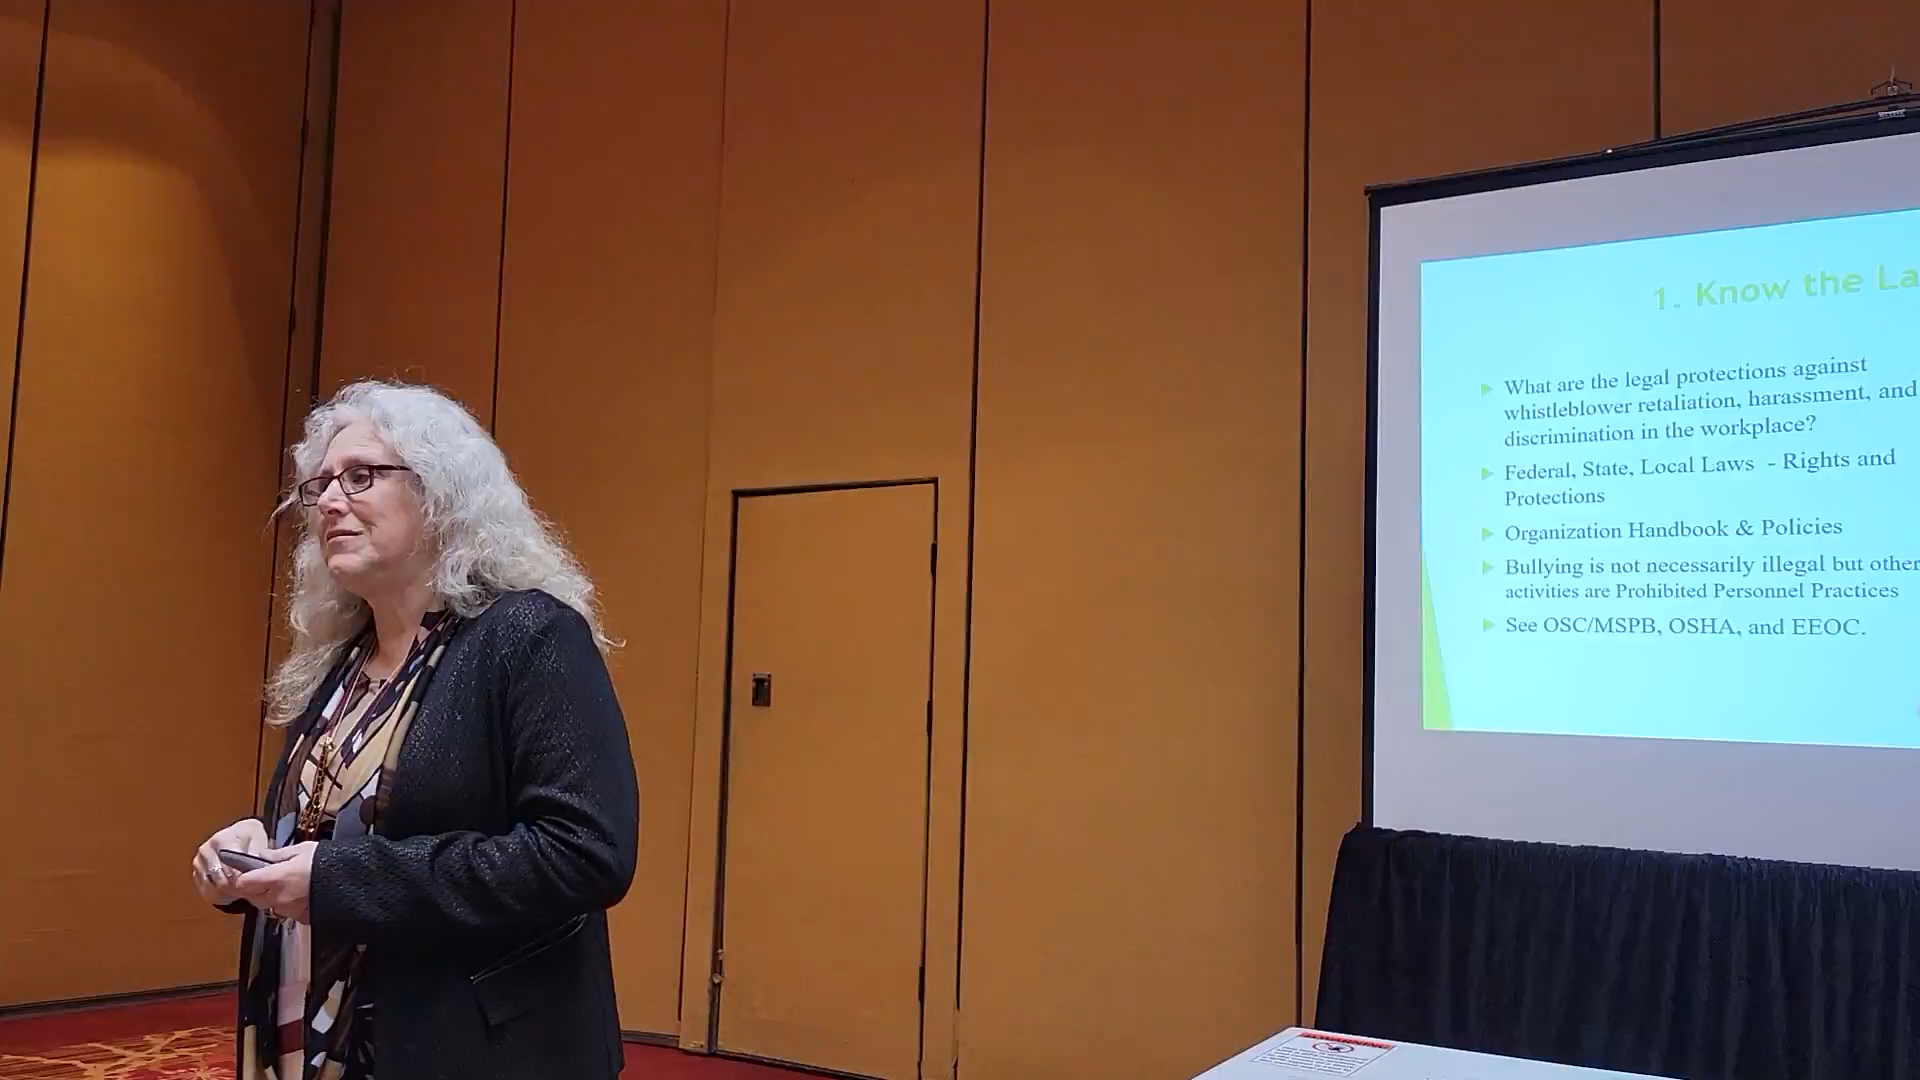 1. Know the La
What are the legal protections against
whistleblower retaliation, harassment, and
discrimination in the workplace?
Federal, State, Local Laws - Rights and
Protections
Organization Handbook & Policies
Bullying is not necessarily illegal but other
activities are Prohibited Personnel Practices
See OSC/MSPB, OSHA, and EEOC.
WARNING